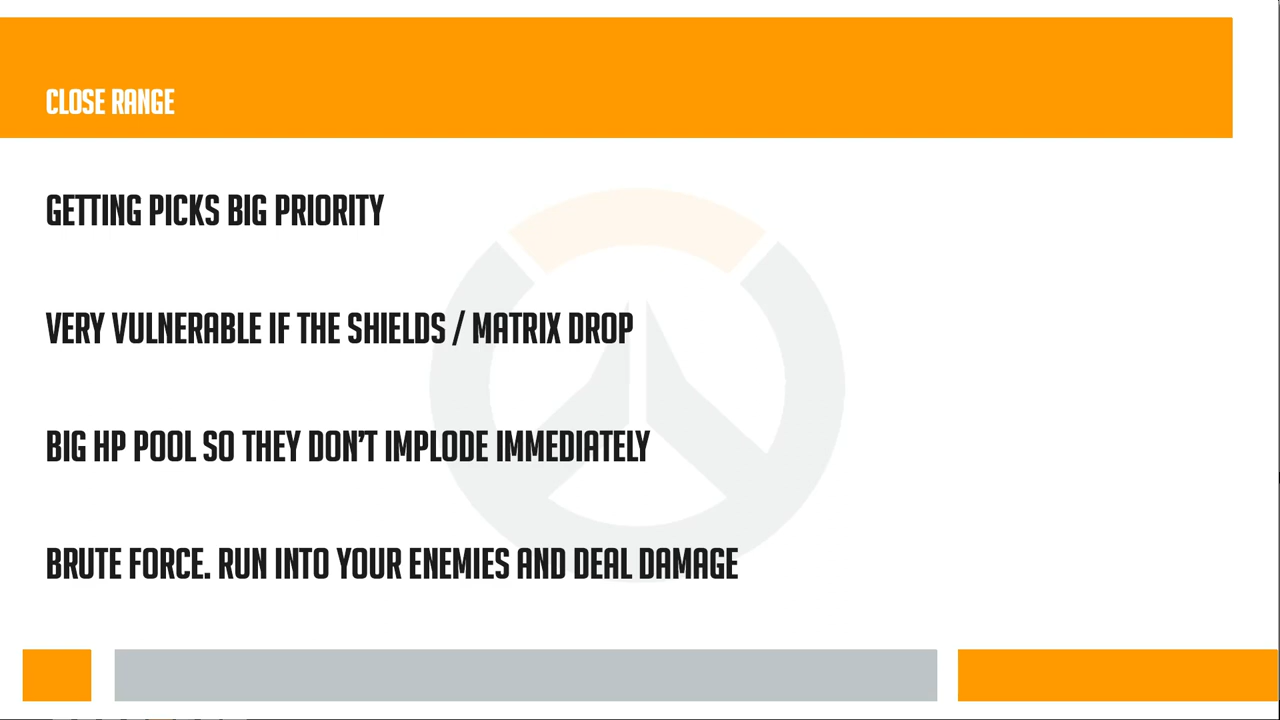 CLOSE RANGE
GETTING PICKS BIG PRIORITY
VERY VULNERABLE IF THE SHIELDS / MATRIX DROP
BIG HP POOL SO THEY DON'T IMPLODE IMMEDIATELY
BRUTE FORCE. RUN INTO YOUR ENEMIES AND DEAL DAMAGE